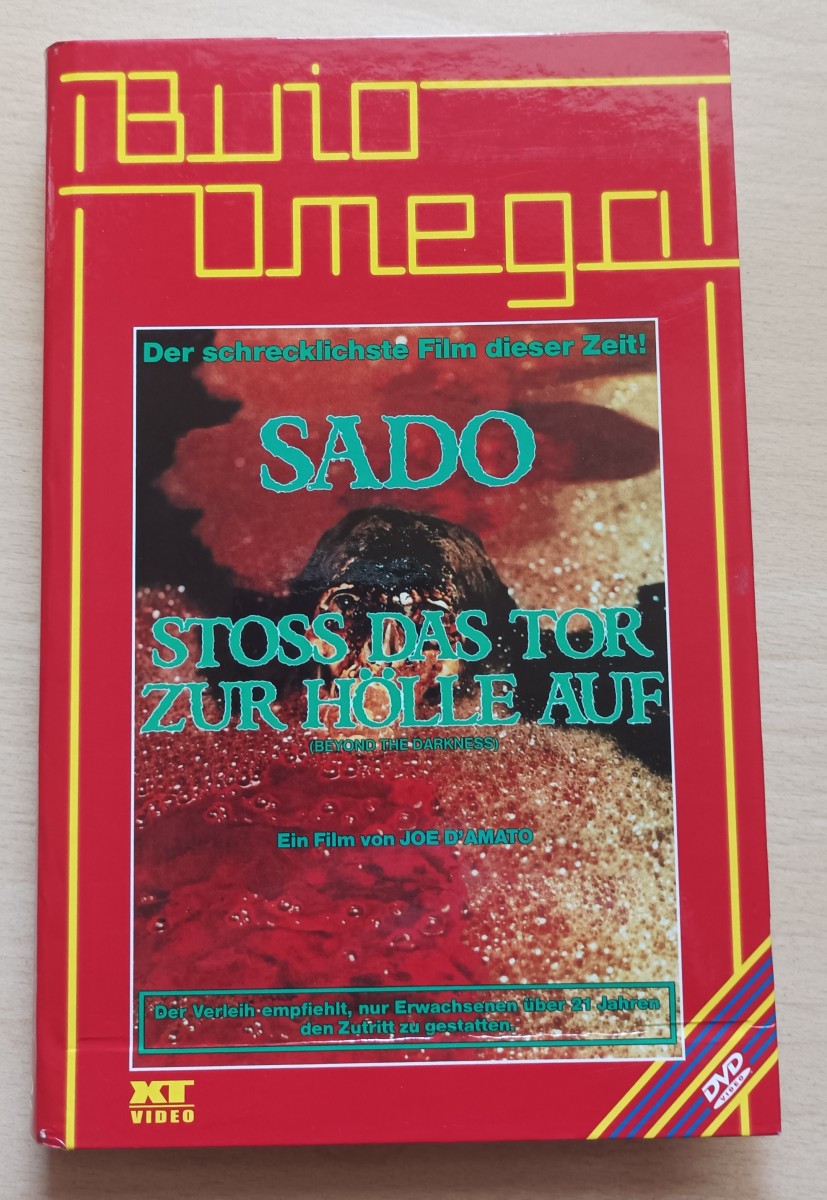 Buio
Omega
Der schrecklichste Film dieser Zeit!
SADO
STOSS DAS TOR
ZUR HÖLLE AUF
(BEYOND THE DARKNESS)
Ein Film von JOE D'AMATO
Der Verleih empfiehlt, nur Erwachsenen über 21 Jahren
den Zutritt zu gestatten.
XT
VIDEO
DVD
VIDEO